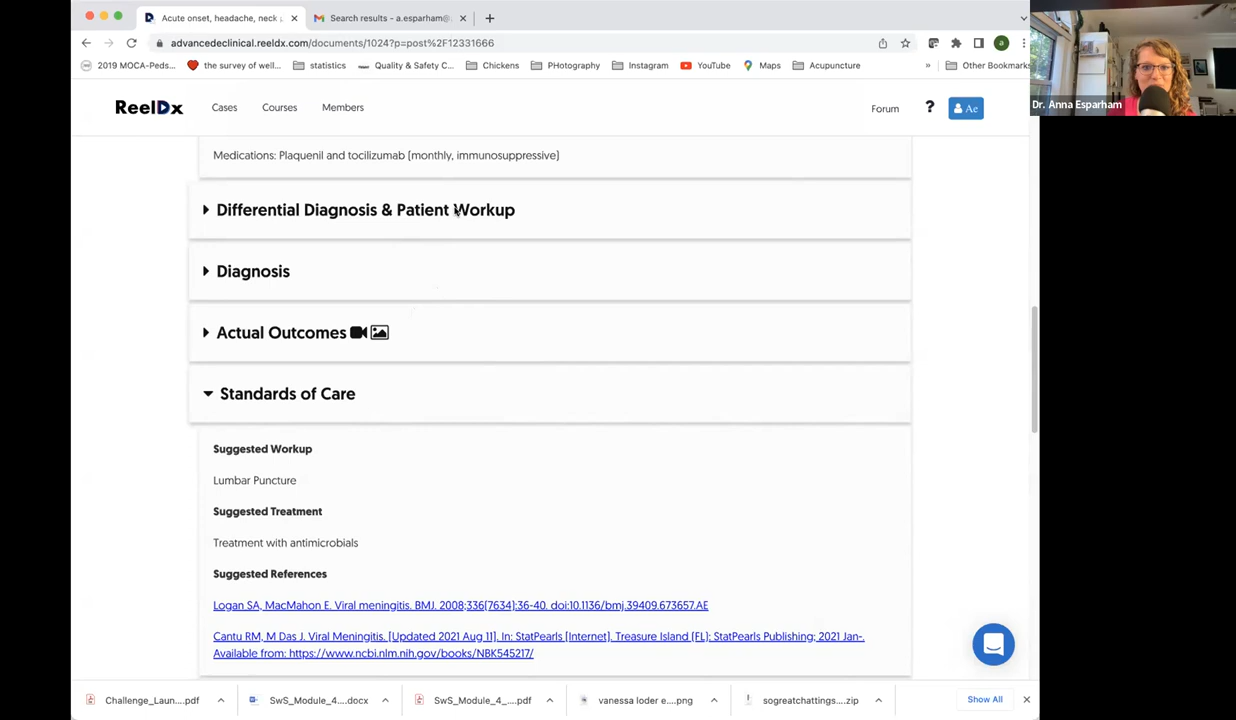 Acute onset, headache, neck
Search results - a.esparham@
advancedeclinical.reeldx.com/documents/1024?p=post%2F12331666
a
2019 MOCA-Peds...
the survey of well...
statistics
Quality & Safety C...
Chickens
PHotography
Instagram
YouTube
Maps
Acupuncture
»
Other Bookmarks
Dr. Anna Esparham
ReelDx
Cases
Courses
Members
Forum
?
Ae
Medications: Plaquenil and tocilizumab (monthly, immunosuppressive)
Differential Diagnosis & Patient Workup
Diagnosis
Actual Outcomes
Standards of Care
Suggested Workup
Lumbar Puncture
Suggested Treatment
Treatment with antimicrobials
Suggested References
Logan SA, MacMahon E. Viral meningitis. BMJ. 2008;336(7634):36-40. doi:10.1136/bmj.39409.673657.AE
Cantu RM, M Das J. Viral Meningitis. [Updated 2021 Aug 11]. In: StatPearls [Internet]. Treasure Island (FL): StatPearls Publishing; 2021 Jan-.
Available from: https://www.ncbi.nlm.nih.gov/books/NBK545217/
Challenge_Laun....pdf
SwS_Module_4....docx
SwS_Module_4_....pdf
vanessa loder e....png
sogreatchattings....zip
Show All